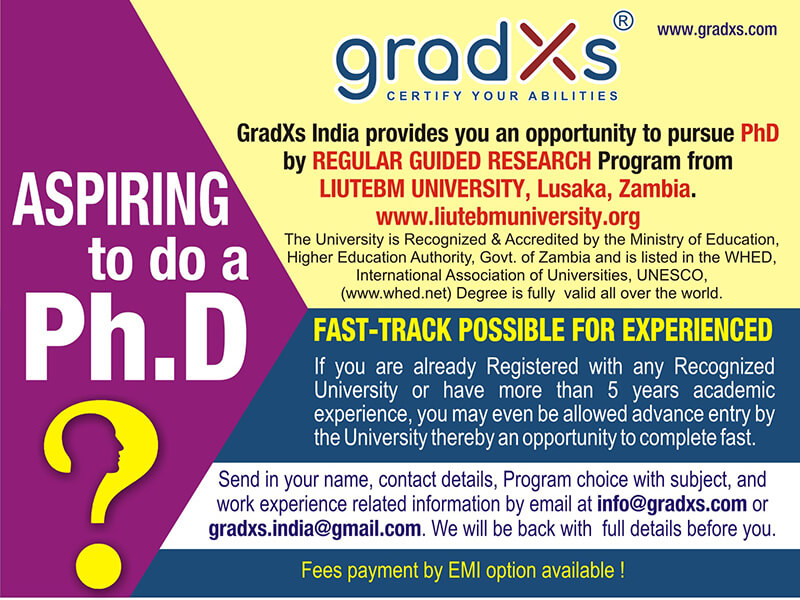 gradXs®
www.gradxs.com
CERTIFY YOUR ABILITIES
GradXs India provides you an opportunity to pursue PhD
by REGULAR GUIDED RESEARCH Program from
LIUTEBM UNIVERSITY, Lusaka, Zambia.
www.liutebmuniversity.org
The University is Recognized & Accredited by the Ministry of Education,
Higher Education Authority, Govt. of Zambia and is listed in the WHED,
International Association of Universities, UNESCO,
(www.whed.net) Degree is fully valid all over the world.
ASPIRING
to do a
Ph.D
?
FAST-TRACK POSSIBLE FOR EXPERIENCED
If you are already Registered with any Recognized
University or have more than 5 years academic
experience, you may even be allowed advance entry by
the University thereby an opportunity to complete fast.
Send in your name, contact details, Program choice with subject, and
work experience related information by email at info@gradxs.com or
gradxs.india@gmail.com. We will be back with full details before you.
Fees payment by EMI option available !